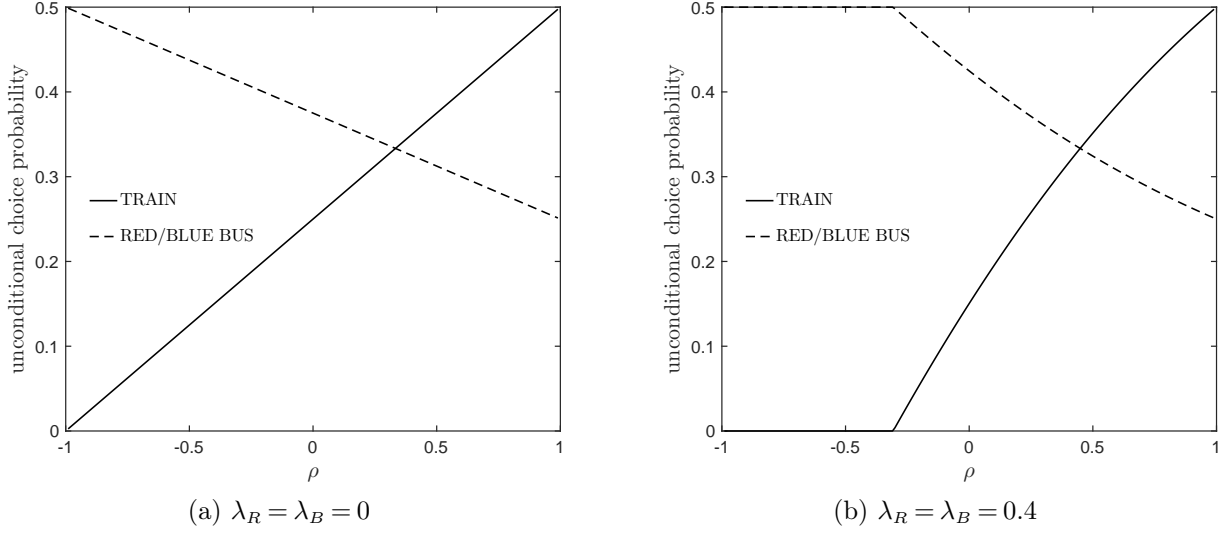 0.5
0.4
0.3
0.2
0.1
0
-1
-0.5
0
0.5
1
unconditional choice probability
ρ
TRAIN
RED/BLUE BUS
(a) λ_R = λ_B = 0
0.5
0.4
0.3
0.2
0.1
0
-1
-0.5
0
0.5
1
unconditional choice probability
ρ
TRAIN
RED/BLUE BUS
(b) λ_R = λ_B = 0.4